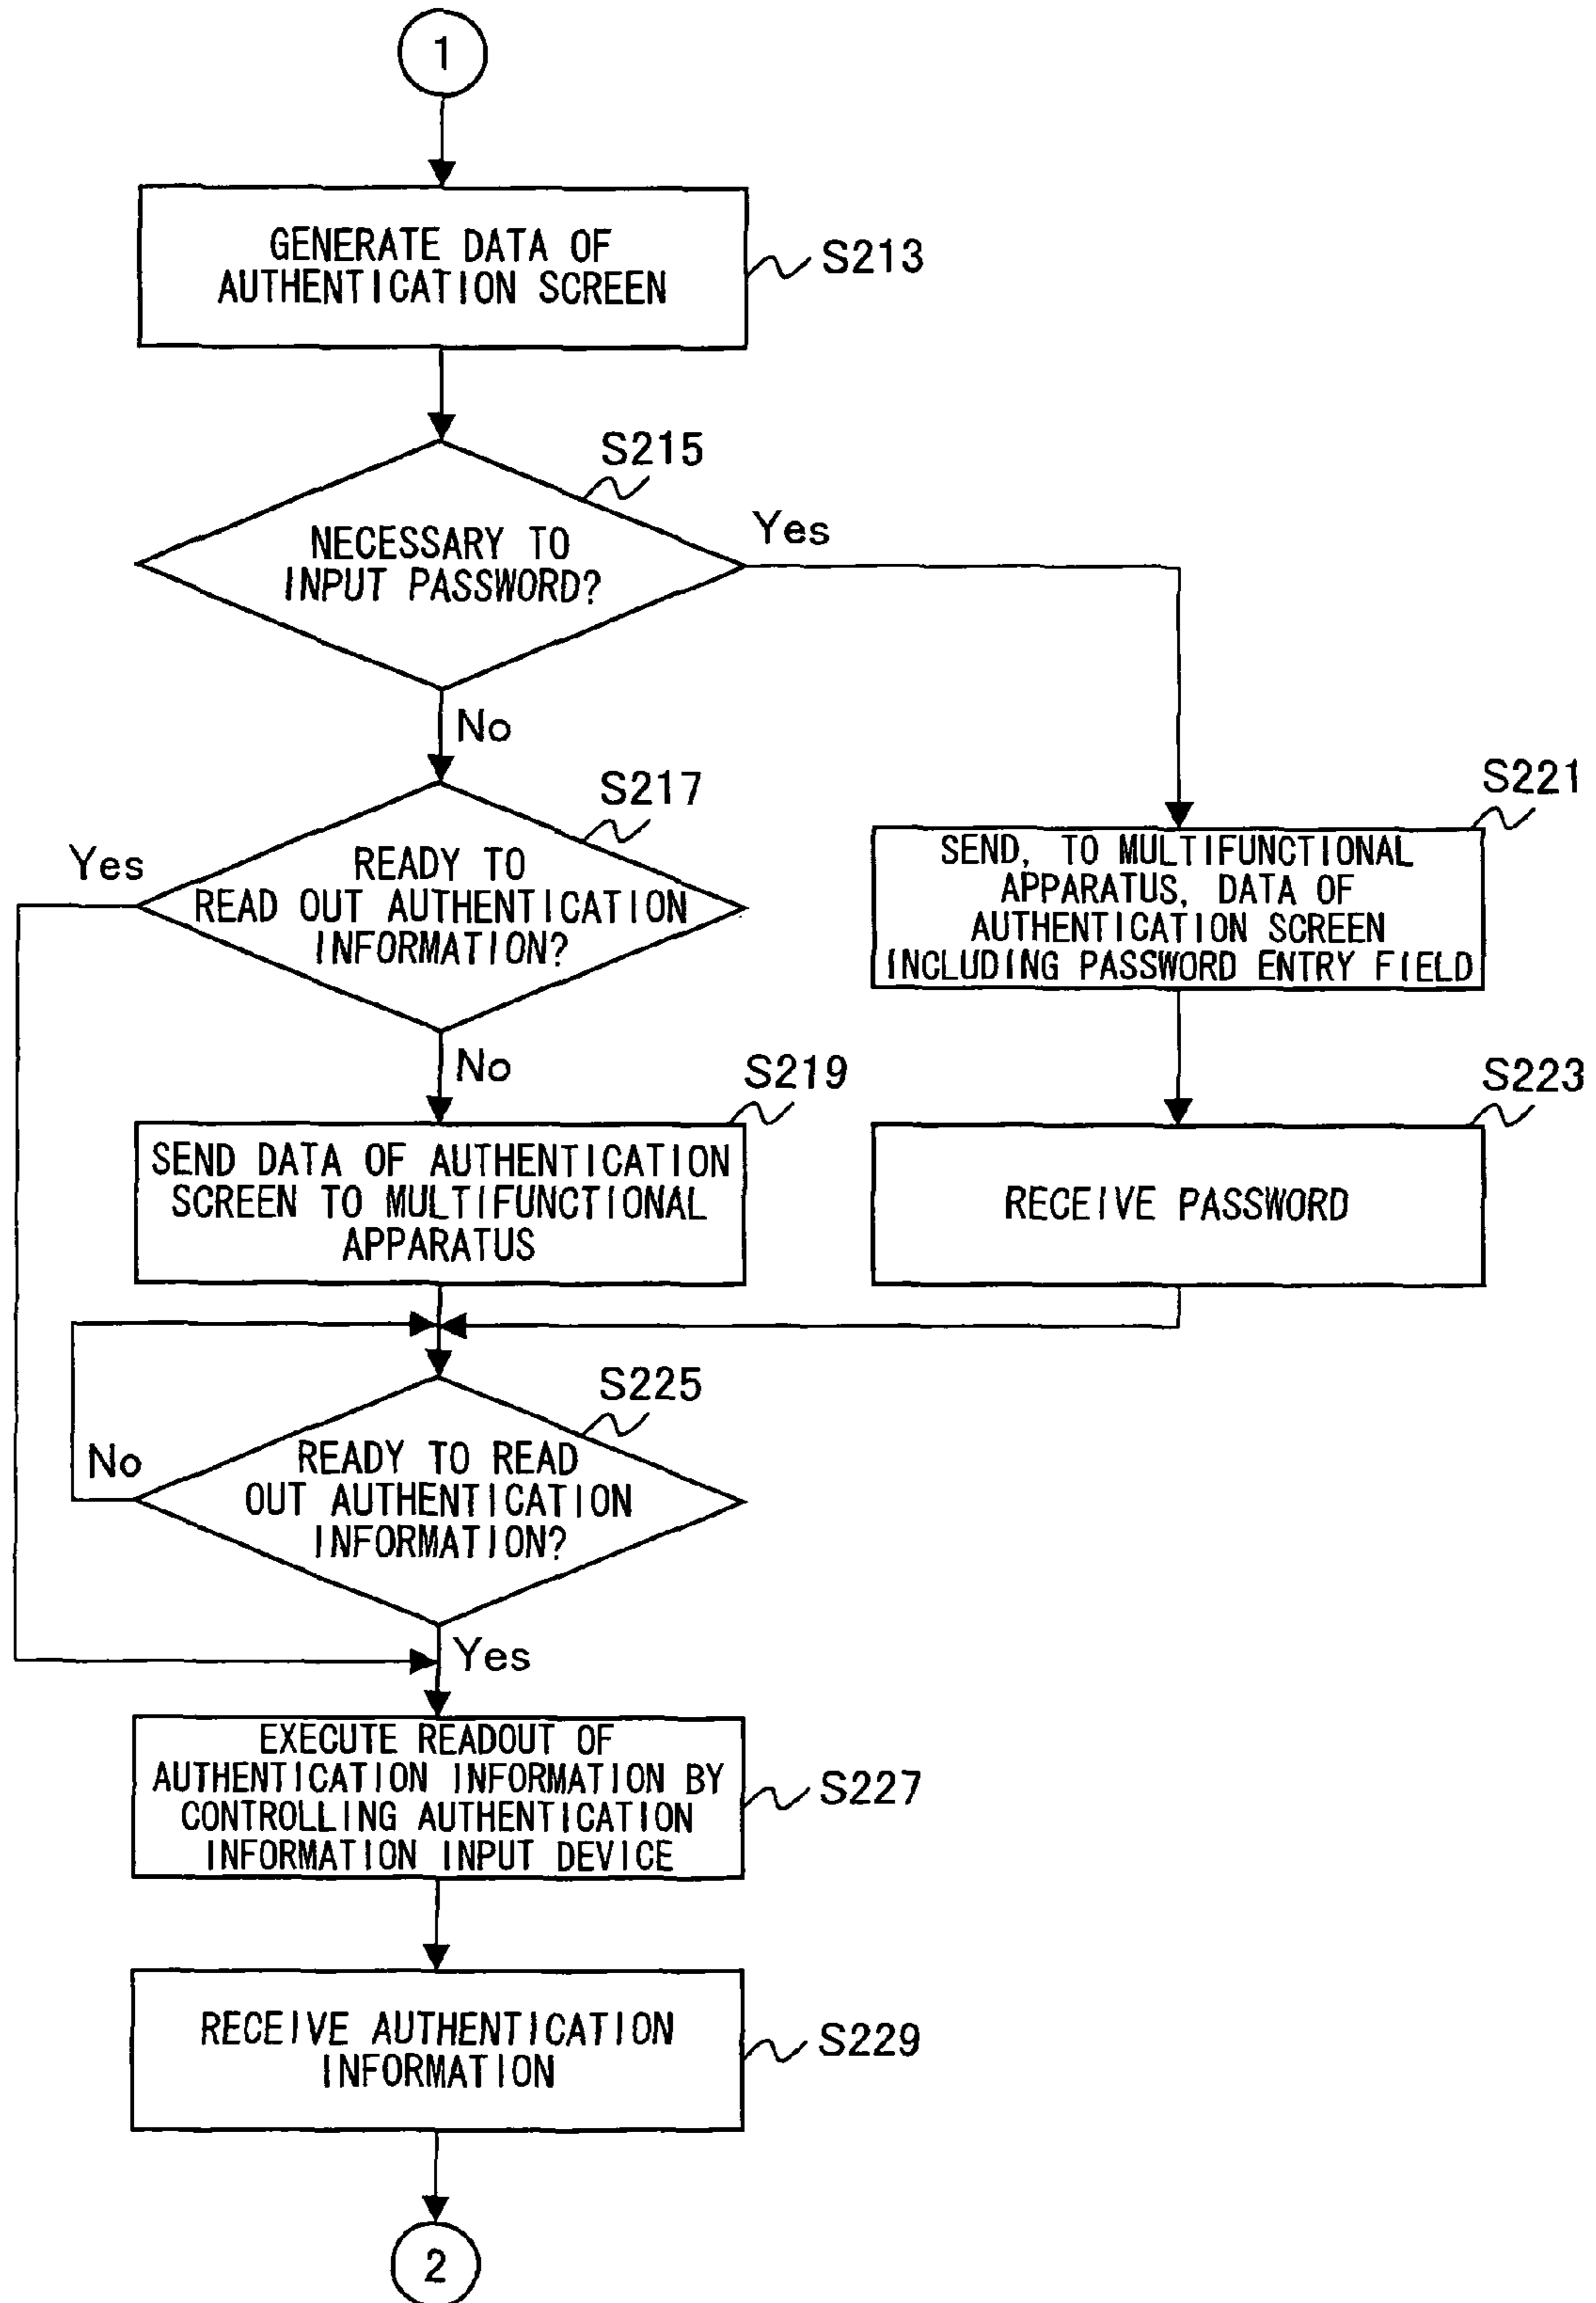 1
GENERATE DATA OF
AUTHENTICATION SCREEN
S213
S215
NECESSARY TO
INPUT PASSWORD?
Yes
No
S217
Yes
READY TO
READ OUT AUTHENTICATION
INFORMATION?
No
S221
SEND, TO MULTIFUNCTIONAL
APPARATUS, DATA OF
AUTHENTICATION SCREEN
INCLUDING PASSWORD ENTRY FIELD
S219
SEND DATA OF AUTHENTICATION
SCREEN TO MULTIFUNCTIONAL
APPARATUS
S223
RECEIVE PASSWORD
S225
No
READY TO READ
OUT AUTHENTICATION
INFORMATION?
Yes
EXECUTE READOUT OF
AUTHENTICATION INFORMATION BY
CONTROLLING AUTHENTICATION
INFORMATION INPUT DEVICE
S227
RECEIVE AUTHENTICATION
INFORMATION
S229
2